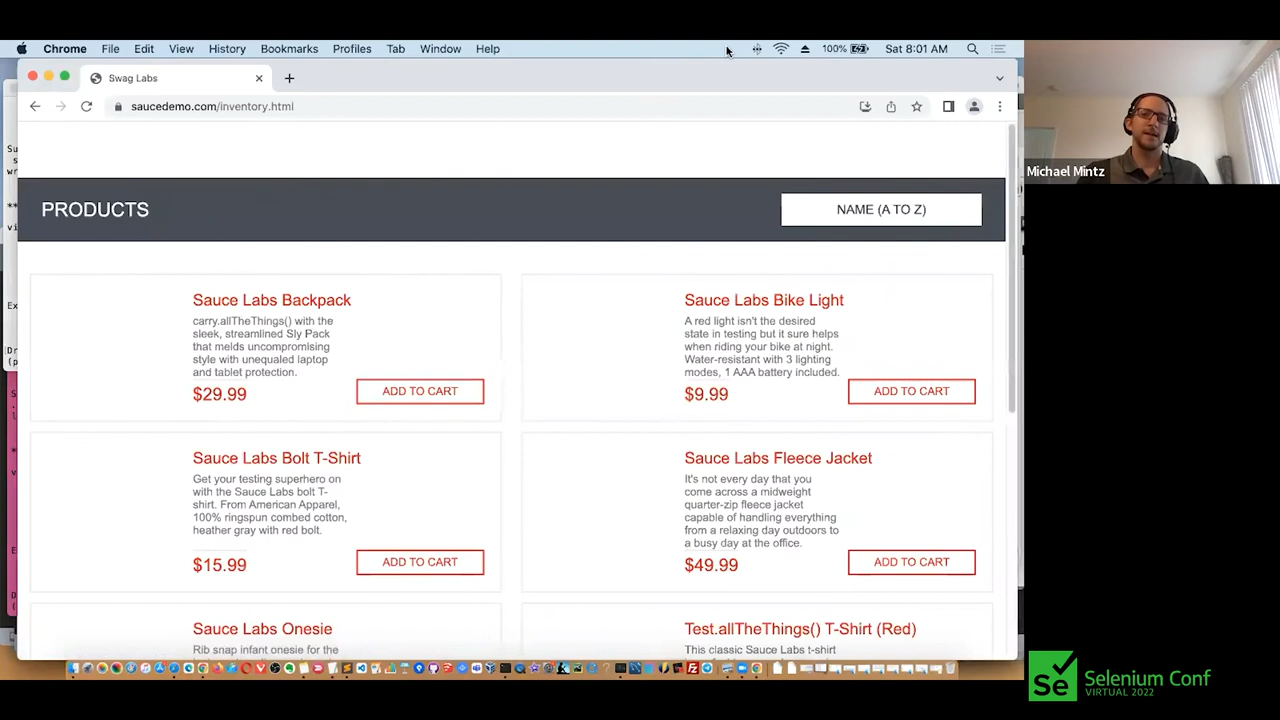 Chrome File Edit View History Bookmarks Profiles Tab Window Help 100% Sat 8:01 AM
Swag Labs
saucedemo.com/inventory.html
Michael Mintz
PRODUCTS
NAME (A TO Z)
Sauce Labs Backpack
carry.allTheThings() with the
sleek, streamlined Sly Pack
that melds uncompromising
style with unequaled laptop
and tablet protection.
$29.99
ADD TO CART
Sauce Labs Bike Light
A red light isn't the desired
state in testing but it sure helps
when riding your bike at night.
Water-resistant with 3 lighting
modes, 1 AAA battery included.
$9.99
ADD TO CART
Sauce Labs Bolt T-Shirt
Get your testing superhero on
with the Sauce Labs bolt T-
shirt. From American Apparel,
100% ringspun combed cotton,
heather gray with red bolt.
$15.99
ADD TO CART
Sauce Labs Fleece Jacket
It's not every day that you
come across a midweight
quarter-zip fleece jacket
capable of handling everything
from a relaxing day outdoors to
a busy day at the office.
$49.99
ADD TO CART
Sauce Labs Onesie
Rib snap infant onesie for the
Test.allTheThings() T-Shirt (Red)
This classic Sauce Labs t-shirt
Se
Selenium Conf
VIRTUAL 2022